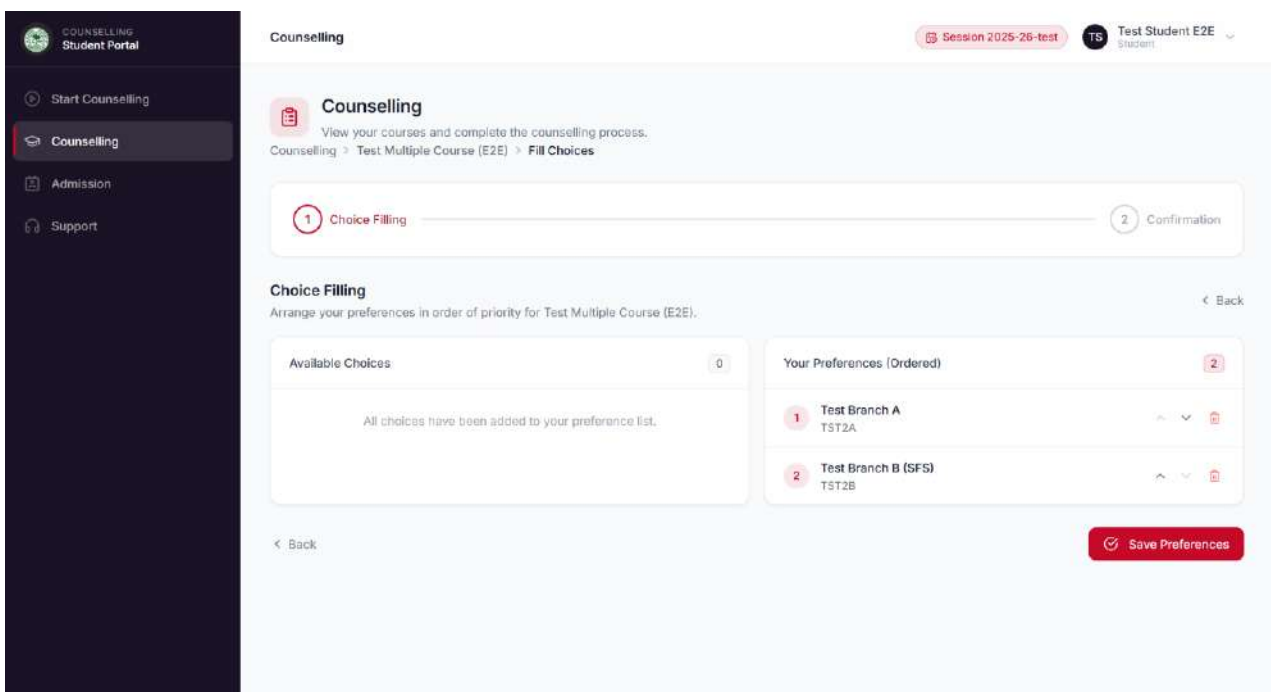 COUNSELLING
Student Portal
Start Counselling
Counselling
Admission
Support
Counselling
Session 2025-26-test
TS
Test Student E2E
Student
Counselling
View your courses and complete the counselling process.
Counselling > Test Multiple Course (E2E) > Fill Choices
1 Choice Filling
2 Confirmation
Choice Filling
Arrange your preferences in order of priority for Test Multiple Course (E2E).
< Back
Available Choices 0
All choices have been added to your preference list.
Your Preferences (Ordered) 2
1 Test Branch A
TST2A
2 Test Branch B (SFS)
TST2B
< Back
Save Preferences